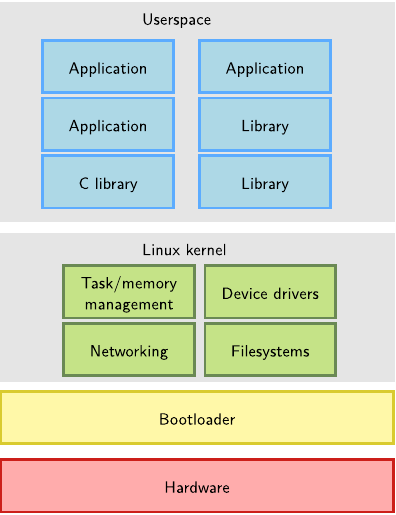 Userspace
Application
Application
Application
Library
C library
Library
Linux kernel
Task/memory
management
Device drivers
Networking
Filesystems
Bootloader
Hardware